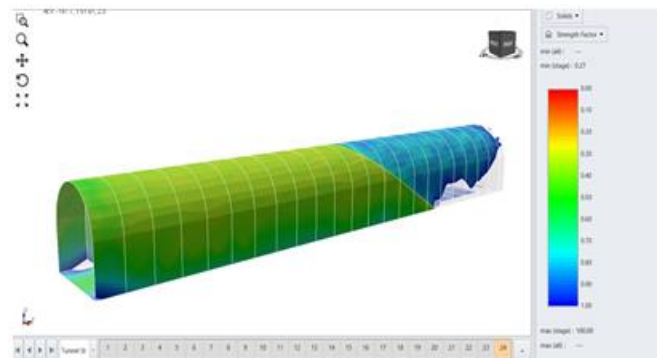 Solids
Strength Factor
min (all) : ---
min (stage) : 0.27
0.00
0.10
0.20
0.30
0.40
0.50
0.60
0.70
0.80
0.90
1.00
max (stage) : 100.00
max (all) : ---
1 2 3 4 5 6 7 8 9 10 11 12 13 14 15 16 17 18 19 20 21 22 23 24